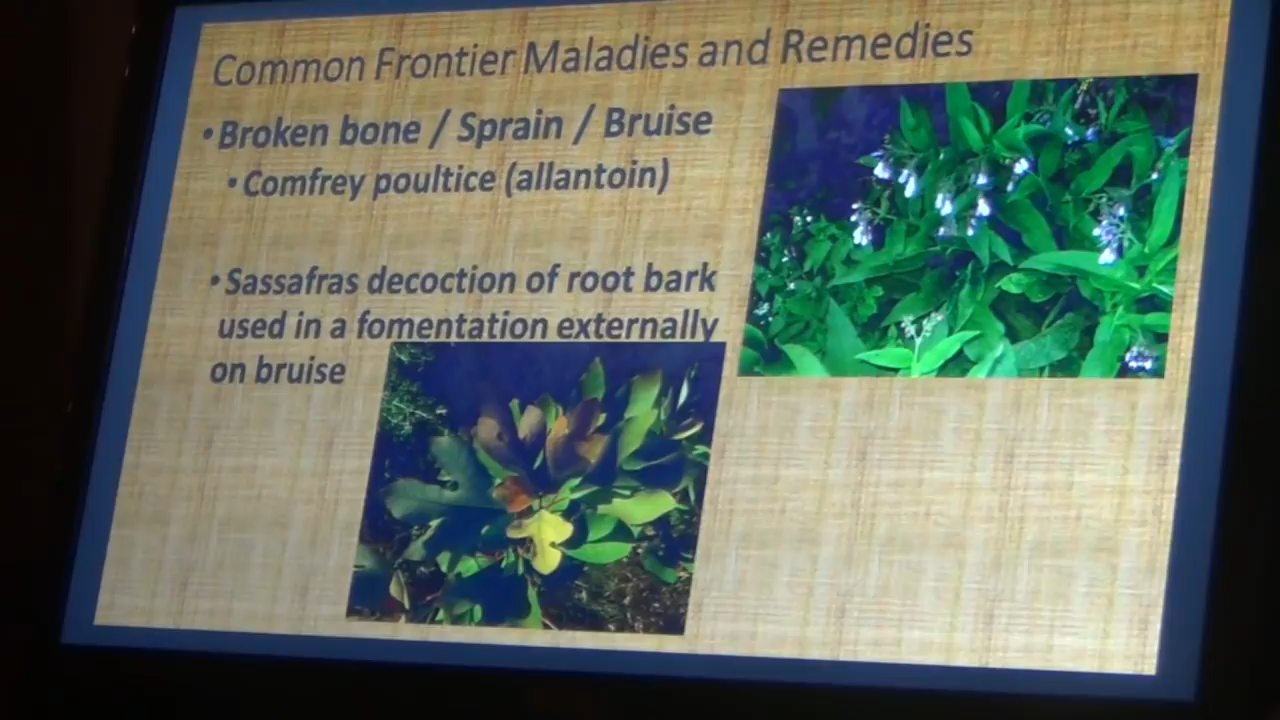 Common Frontier Maladies and Remedies
• Broken bone / Sprain / Bruise
• Comfrey poultice (allantoin)
• Sassafras decoction of root bark
used in a fomentation externally
on bruise